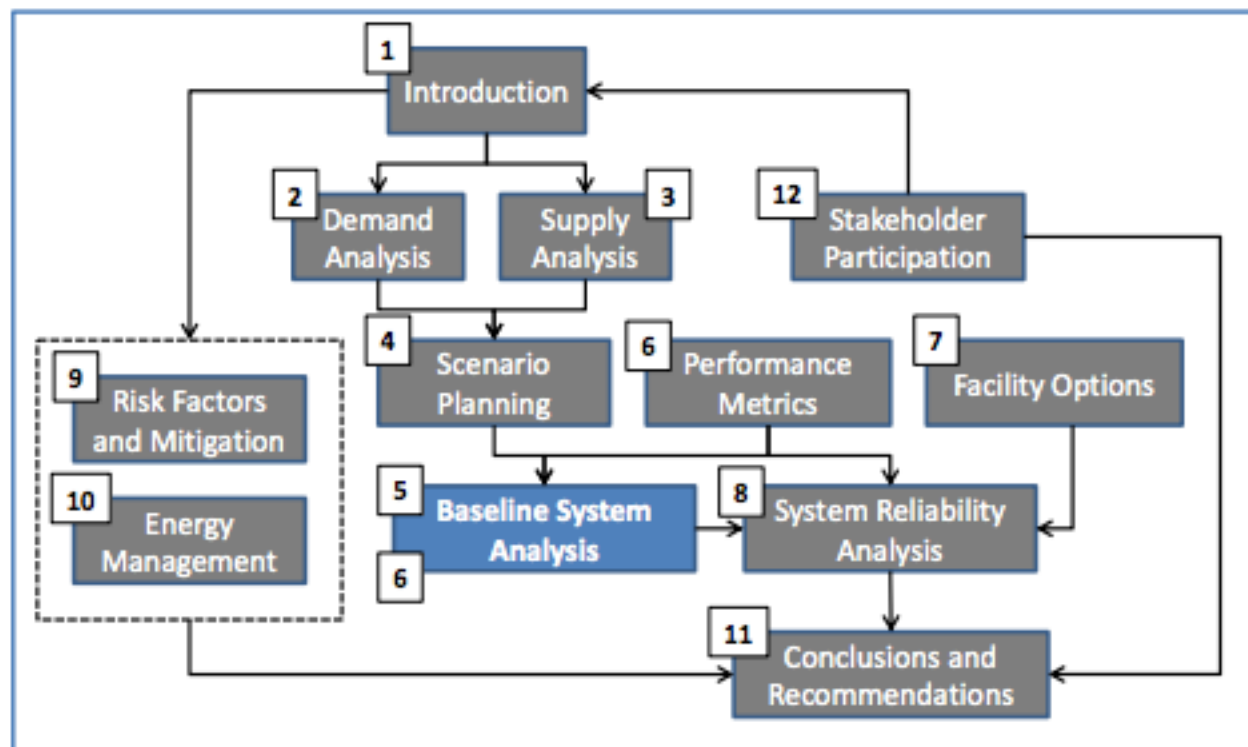 1
Introduction
2
Demand
Analysis
3
Supply
Analysis
12
Stakeholder
Participation
4
Scenario
Planning
6
Performance
Metrics
7
Facility Options
9
Risk Factors
and Mitigation
10
Energy
Management
5
Baseline System
Analysis
6
8
System Reliability
Analysis
11
Conclusions and
Recommendations